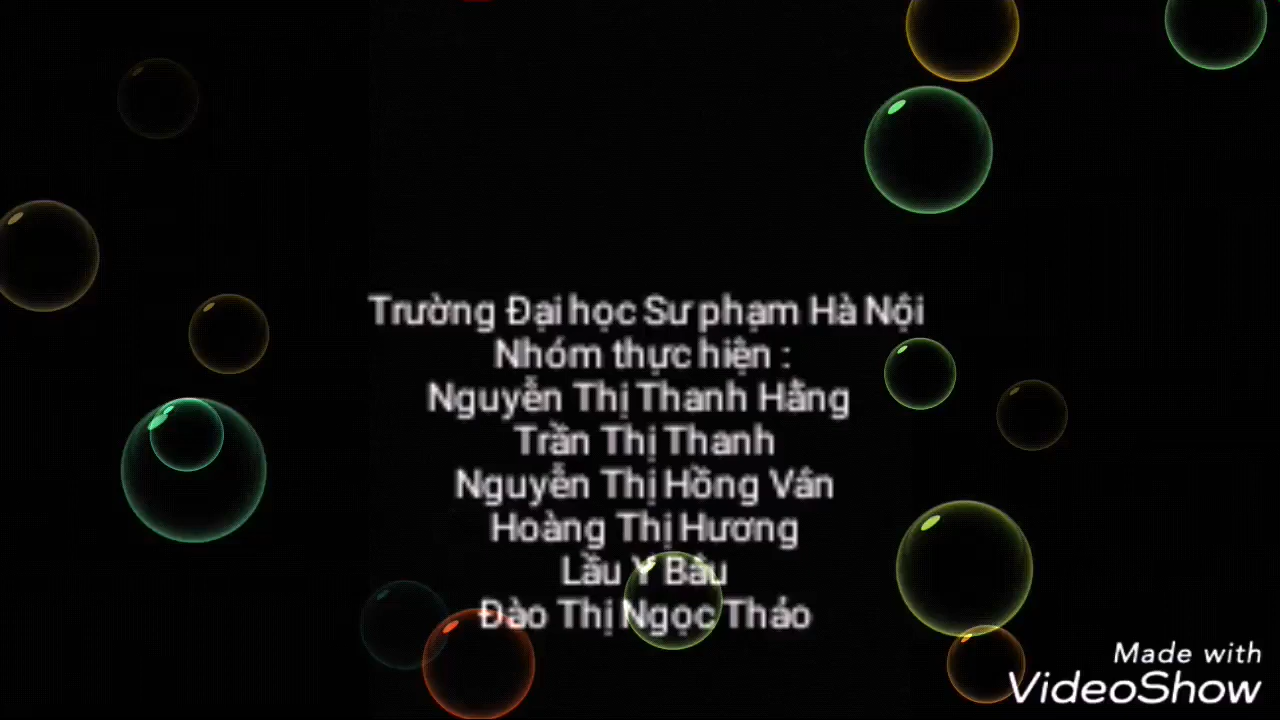 Trường Đại học Sư phạm Hà Nội
Nhóm thực hiện :
Nguyễn Thị Thanh Hằng
Trần Thị Thanh
Nguyễn Thị Hồng Vân
Hoàng Thị Hương
Lầu Y Bầu
Đào Thị Ngọc Thảo
Made with
VideoShow